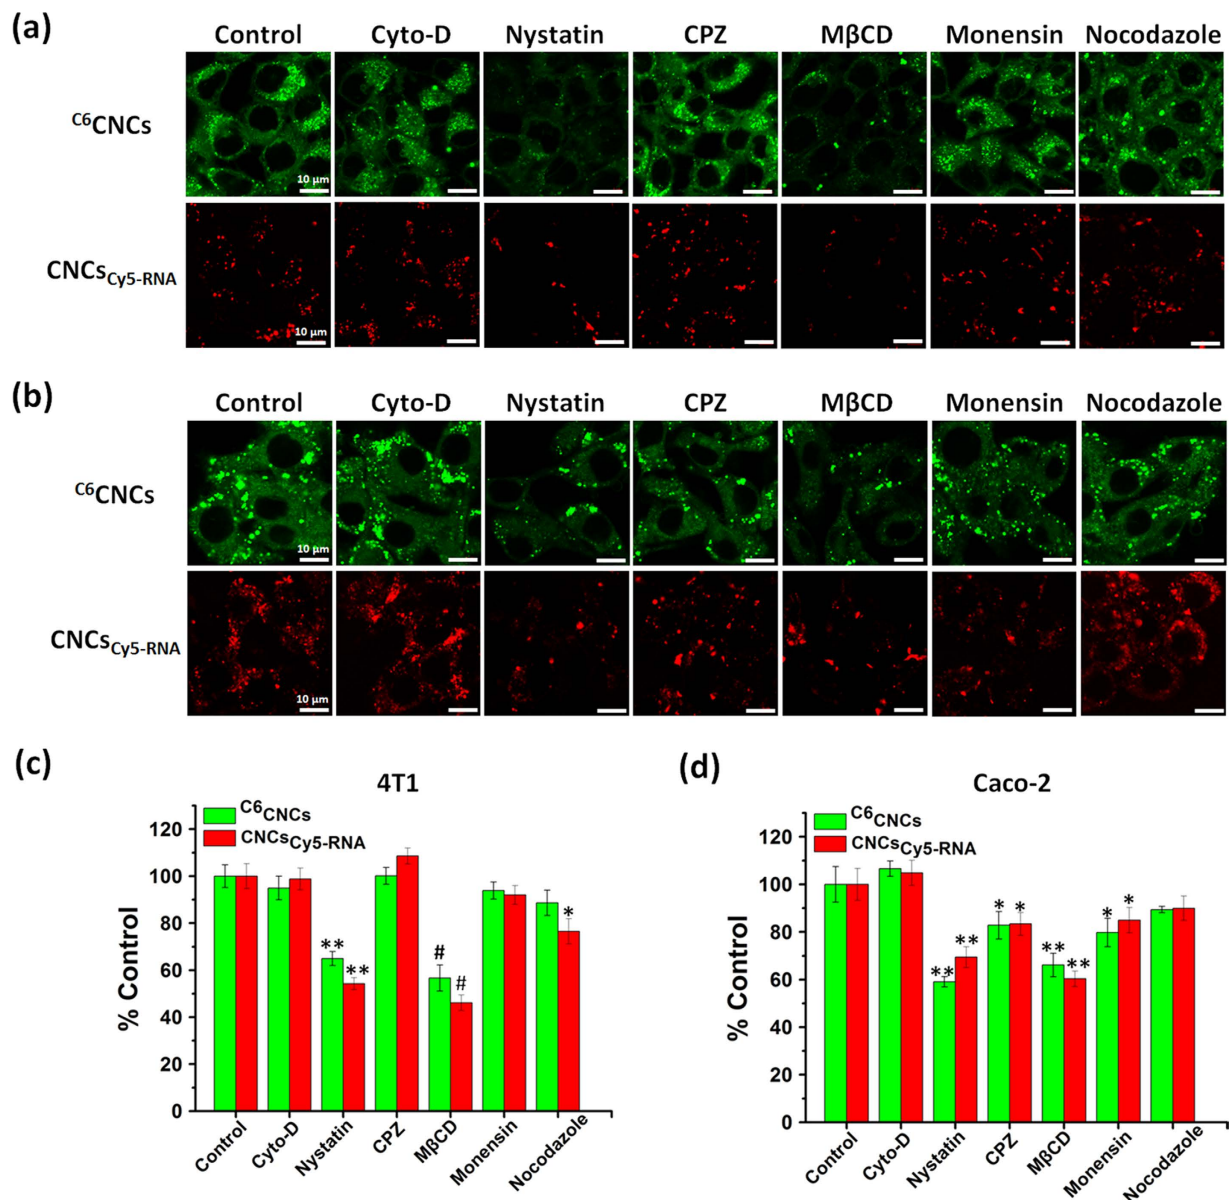 (a)
Control Cyto-D Nystatin CPZ MβCD Monensin Nocodazole
C6CNCs
10 μm
CNCsCy5-RNA
10 μm
(b)
Control Cyto-D Nystatin CPZ MβCD Monensin Nocodazole
C6CNCs
10 μm
CNCsCy5-RNA
10 μm
(c)
4T1
C6CNCs
CNCsCy5-RNA
% Control
120
100
80
60
40
20
0
** ** # # *
Control Cyto-D Nystatin CPZ MβCD Monensin Nocodazole
(d)
Caco-2
C6CNCs
CNCsCy5-RNA
% Control
120
100
80
60
40
20
0
** ** * * ** ** * *
Control Cyto-D Nystatin CPZ MβCD Monensin Nocodazole